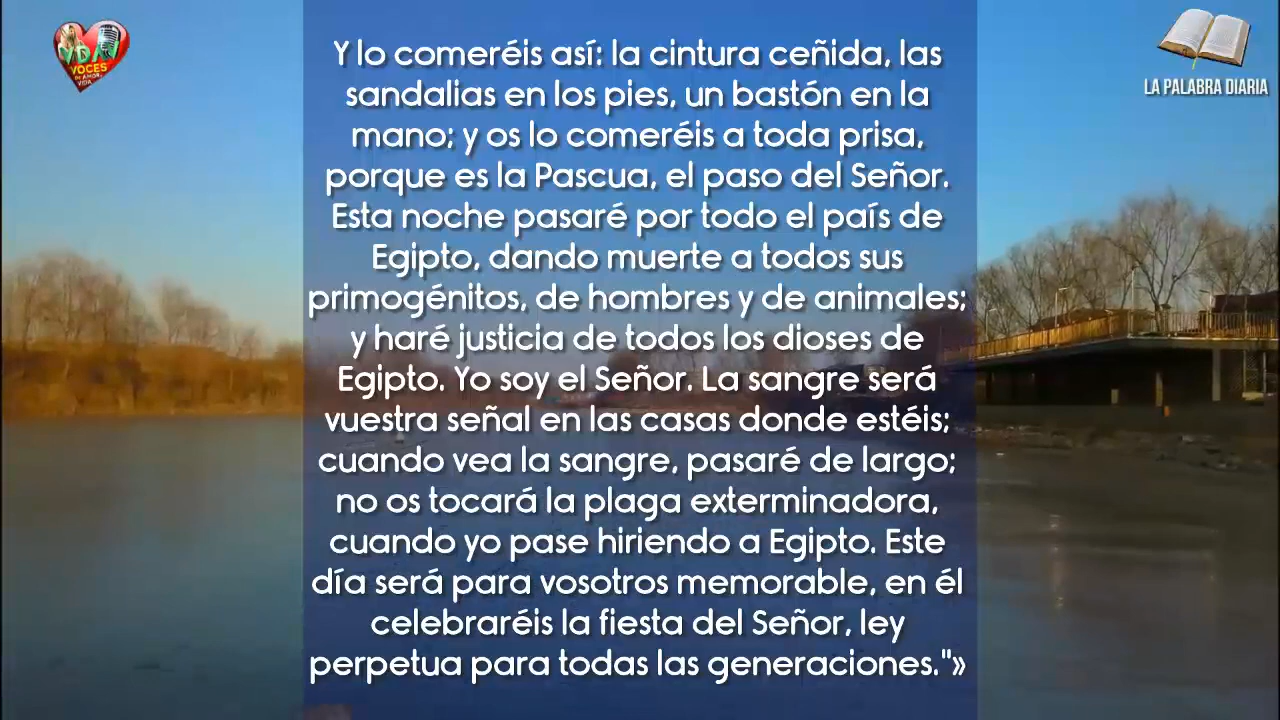 VDAV
VOCES
DE AMOR Y
VIDA
LA PALABRA DIARIA
Y lo comeréis así: la cintura ceñida, las
sandalias en los pies, un bastón en la
mano; y os lo comeréis a toda prisa,
porque es la Pascua, el paso del Señor.
Esta noche pasaré por todo el país de
Egipto, dando muerte a todos sus
primogénitos, de hombres y de animales;
y haré justicia de todos los dioses de
Egipto. Yo soy el Señor. La sangre será
vuestra señal en las casas donde estéis;
cuando vea la sangre, pasaré de largo;
no os tocará la plaga exterminadora,
cuando yo pase hiriendo a Egipto. Este
día será para vosotros memorable, en él
celebraréis la fiesta del Señor, ley
perpetua para todas las generaciones."»